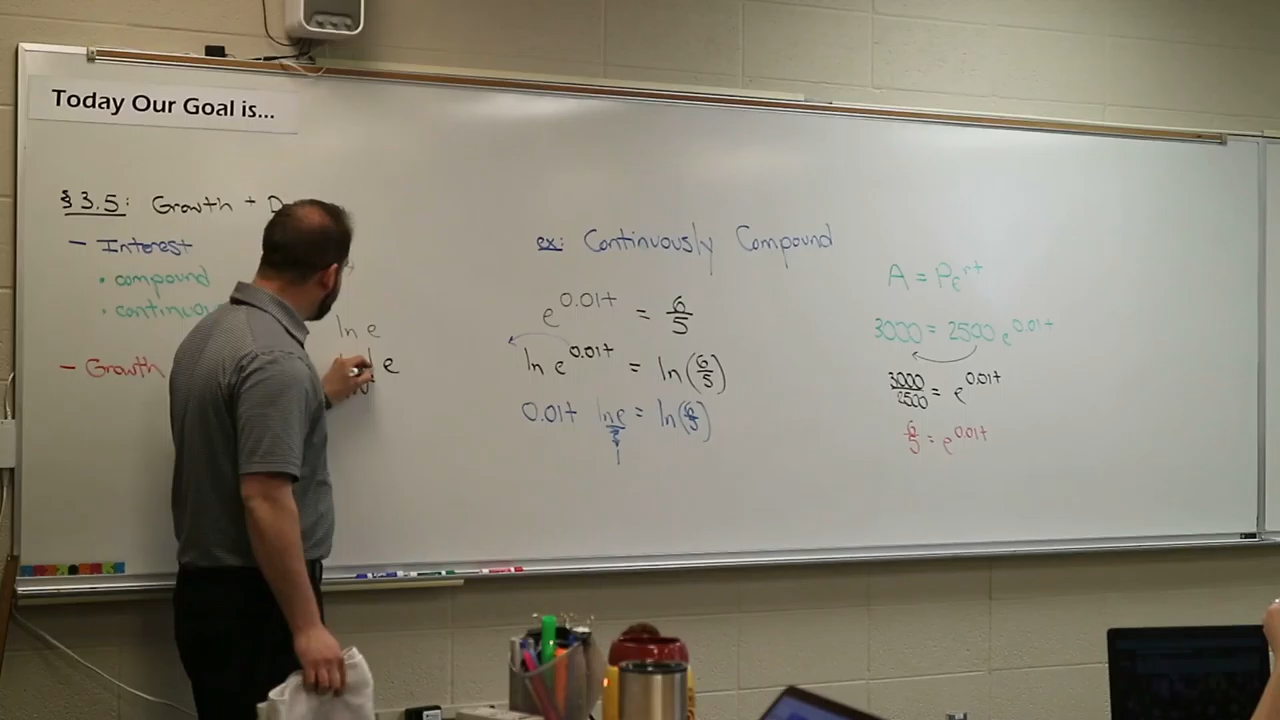 Today Our Goal is...
§ 3.5: Growth +
- Interest
• compound
• continuou
- Growth
ln e
e
ex: Continuously Compound
e^0.01t = 6/5
ln e^0.01t = ln(6/5)
0.01t ln e = ln(6/5)
1
A = Pe^rt
3000 = 2500 e^0.01t
3000/2500 = e^0.01t
6/5 = e^0.01t